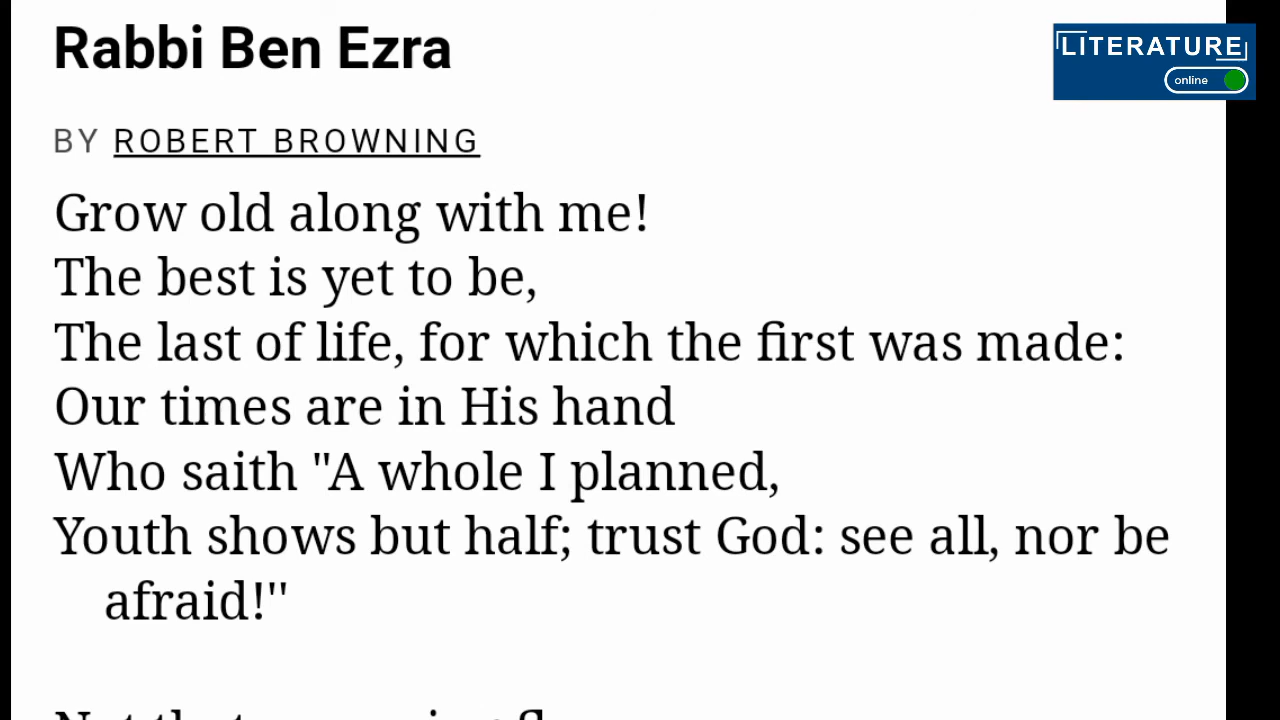 Rabbi Ben Ezra
LITERATURE
online
BY ROBERT BROWNING
Grow old along with me!
The best is yet to be,
The last of life, for which the first was made:
Our times are in His hand
Who saith "A whole I planned,
Youth shows but half; trust God: see all, nor be
afraid!''